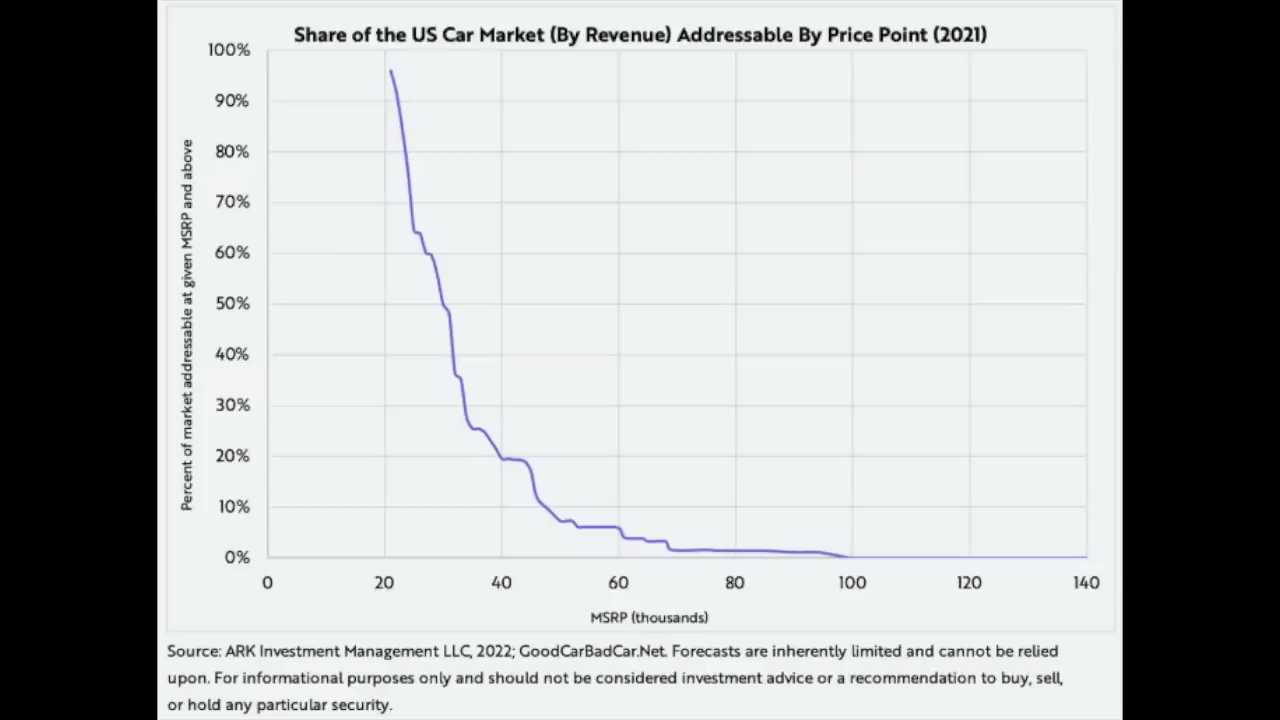 Share of the US Car Market (By Revenue) Addressable By Price Point (2021)
100%
90%
80%
70%
60%
50%
40%
30%
20%
10%
0%
Percent of market addressable at given MSRP and above
0 20 40 60 80 100 120 140
MSRP (thousands)
Source: ARK Investment Management LLC, 2022; GoodCarBadCar.Net. Forecasts are inherently limited and cannot be relied
upon. For informational purposes only and should not be considered investment advice or a recommendation to buy, sell,
or hold any particular security.